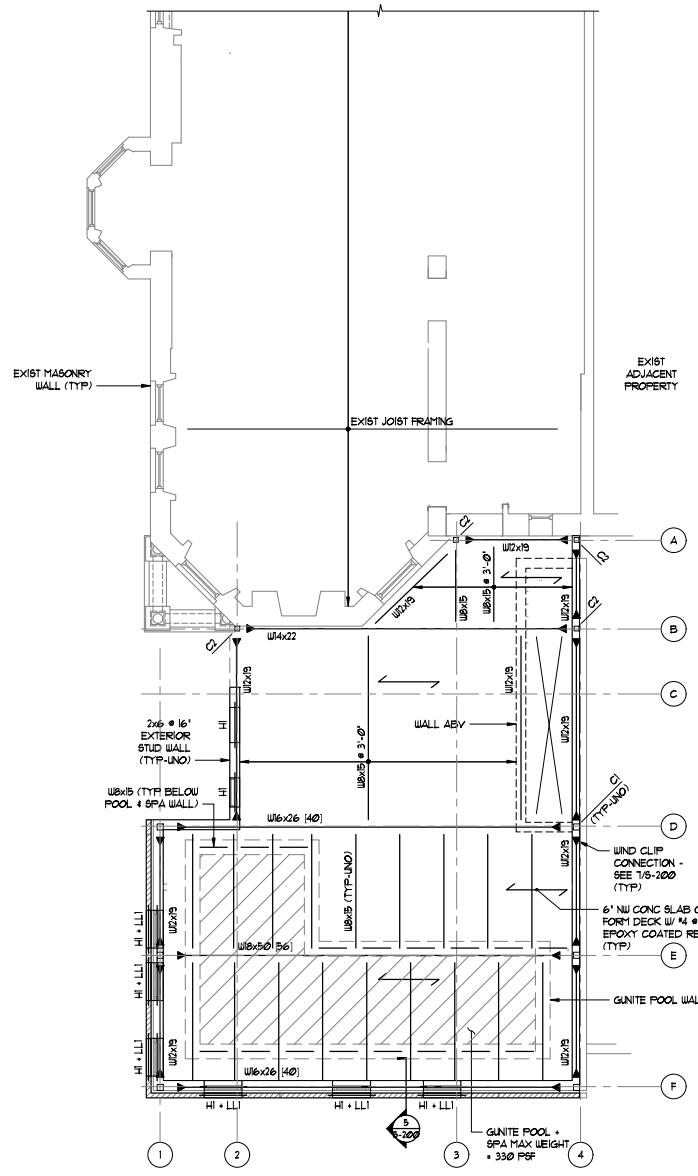 EXIST MASONRY
WALL (TYP)
EXIST
ADJACENT
PROPERTY
EXIST JOIST FRAMING
C2
A
W12x19
C2
W8x15 @ 3'-0"
W12x19
W8x15
W12x19
C2
B
W14x22
C2
W12x19
C
2x6 @ 16"
EXTERIOR
STUD WALL
(TYP-UNO)
H1
WALL ABV
W12x19
W8x15 @ 3'-0"
H1
W8x15 (TYP BELOW
POOL & SPA WALL)
C1
(TYP-UNO)
W16x26 [40]
D
WIND CLIP
CONNECTION -
SEE 7/S-200
(TYP)
W12x19
W8x15 (TYP-UNO)
W12x19
6" NW CONC SLAB
FORM DECK W/ #4 @
EPOXY COATED RE
(TYP)
H1 + LL1
W18x50 [56]
E
H1 + LL1
GUNITE POOL WAL
H1 + LL1
W12x19
W12x19
W16x26 [40]
F
H1 + LL1
H1 + LL1
H1 + LL1
5
S-200
GUNITE POOL +
SPA MAX WEIGHT
= 330 PSF
1
2
3
4